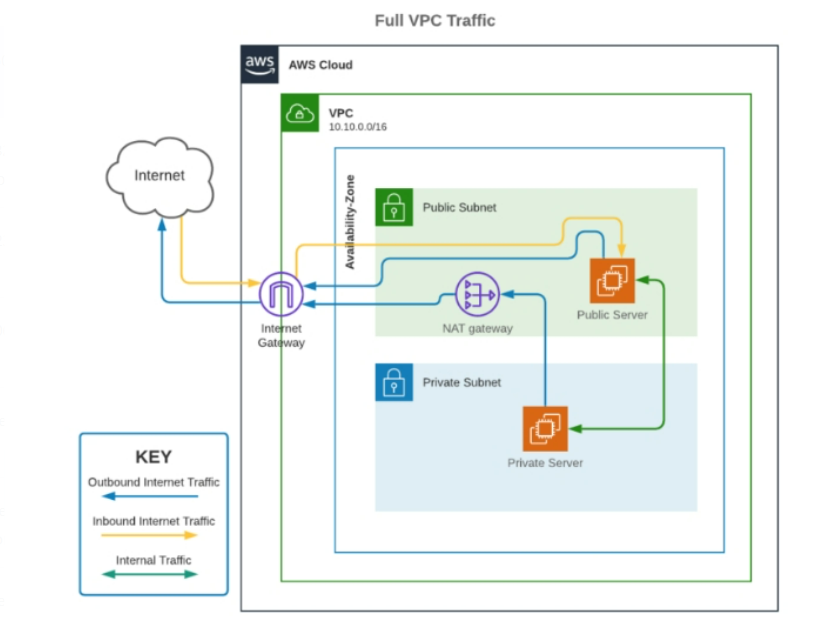 Full VPC Traffic
aws
AWS Cloud
VPC
10.10.0.0/16
Internet
Availability-Zone
Public Subnet
Internet
Gateway
NAT gateway
Public Server
Private Subnet
Private Server
KEY
Outbound Internet Traffic
Inbound Internet Traffic
Internal Traffic